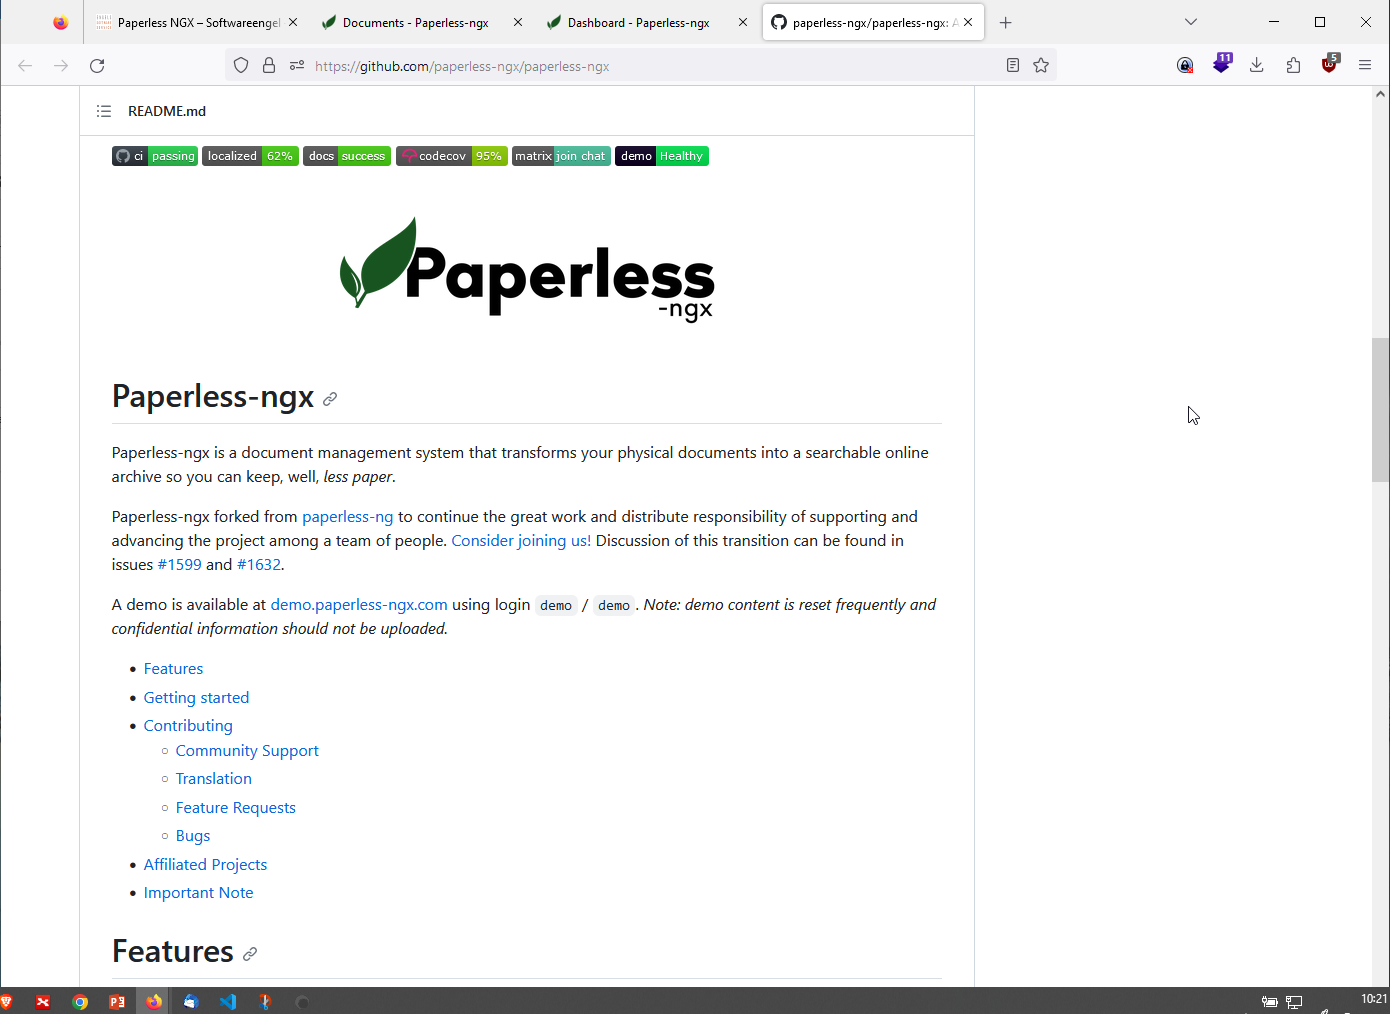 Paperless NGX – Softwareengel
Documents - Paperless-ngx
Dashboard - Paperless-ngx
paperless-ngx/paperless-ngx: A
https://github.com/paperless-ngx/paperless-ngx
11
5
README.md
ci passing localized 62% docs success codecov 95% matrix join chat demo Healthy
Paperless
-ngx
Paperless-ngx
Paperless-ngx is a document management system that transforms your physical documents into a searchable online
archive so you can keep, well, less paper.
Paperless-ngx forked from paperless-ng to continue the great work and distribute responsibility of supporting and
advancing the project among a team of people. Consider joining us! Discussion of this transition can be found in
issues #1599 and #1632.
A demo is available at demo.paperless-ngx.com using login demo / demo. Note: demo content is reset frequently and
confidential information should not be uploaded.
• Features
• Getting started
• Contributing
○ Community Support
○ Translation
○ Feature Requests
○ Bugs
• Affiliated Projects
• Important Note
Features
10:21